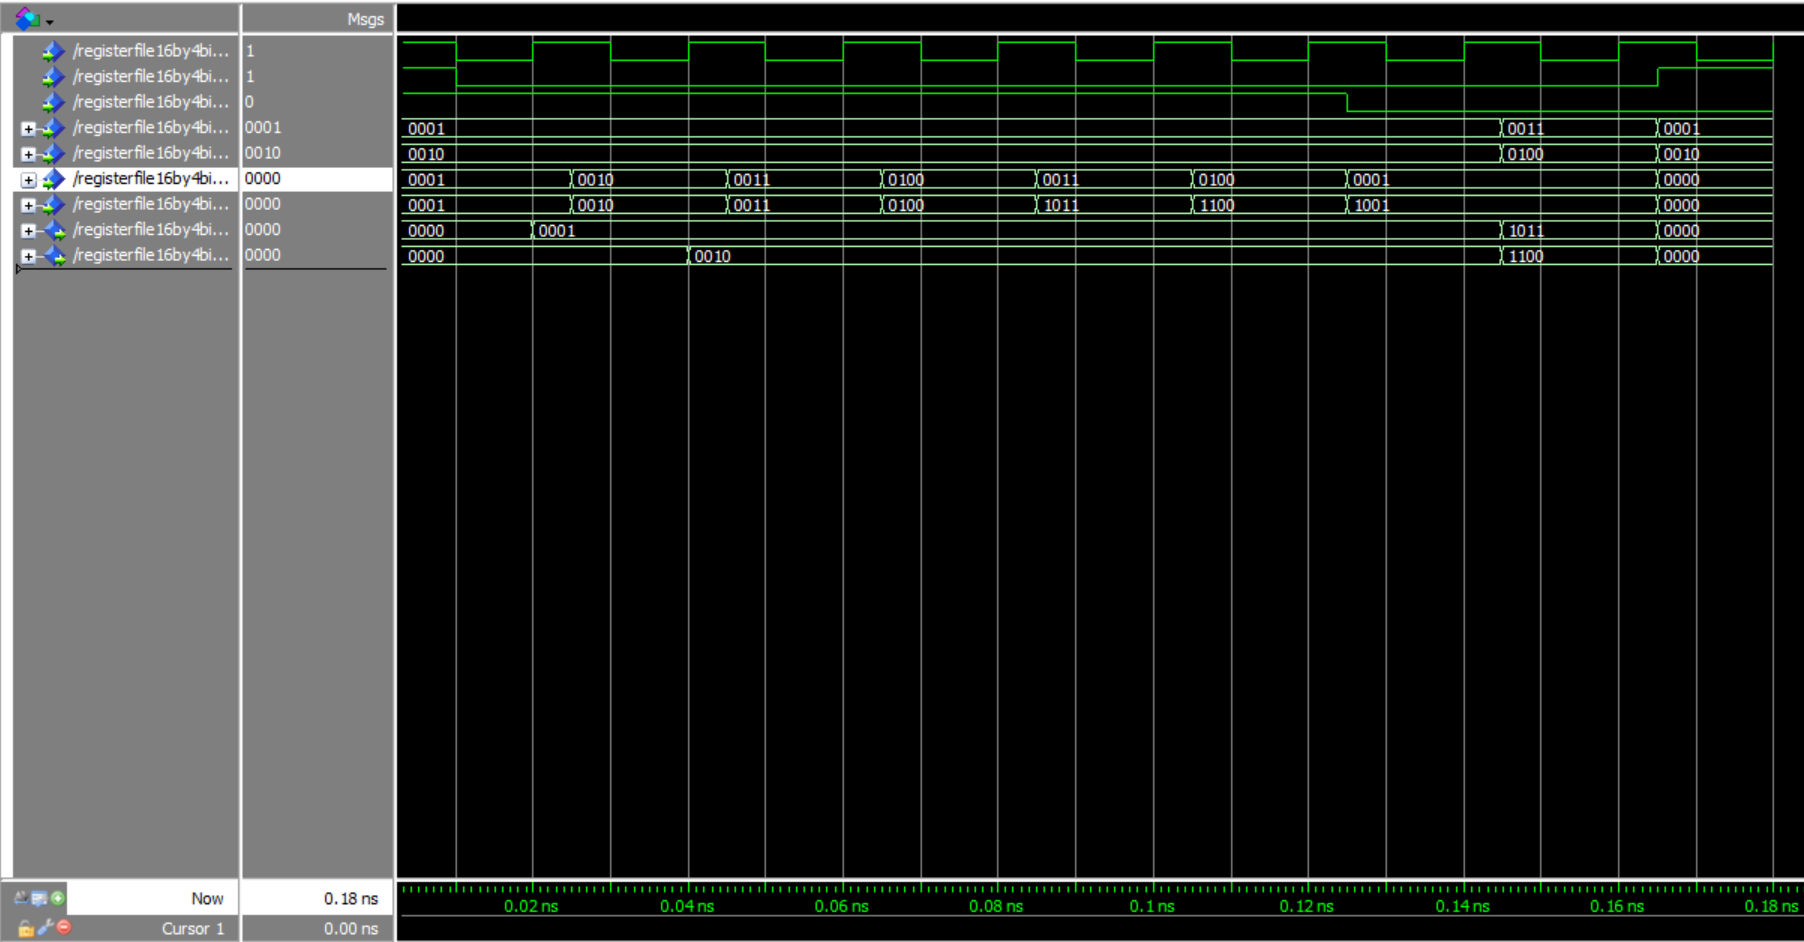 Msgs
/registerfile16by4bi... 1
/registerfile16by4bi... 1
/registerfile16by4bi... 0
/registerfile16by4bi... 0001 0001 0011 0001
/registerfile16by4bi... 0010 0010 0100 0010
/registerfile16by4bi... 0000 0001 0010 0011 0100 0011 0100 0001 0000
/registerfile16by4bi... 0000 0001 0010 0011 0100 1011 1100 1001 0000
/registerfile16by4bi... 0000 0000 0001 1011 0000
/registerfile16by4bi... 0000 0000 0010 1100 0000
Now 0.18 ns 0.02 ns 0.04 ns 0.06 ns 0.08 ns 0.1 ns 0.12 ns 0.14 ns 0.16 ns 0.18 ns
Cursor 1 0.00 ns